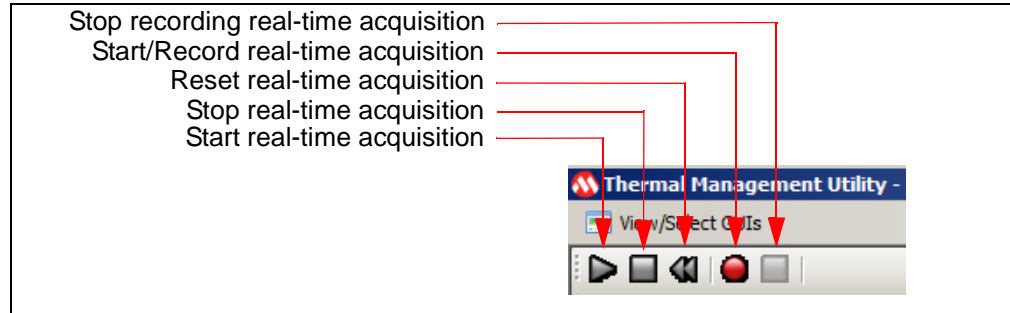 Stop recording real-time acquisition
Start/Record real-time acquisition
Reset real-time acquisition
Stop real-time acquisition
Start real-time acquisition
Thermal Management Utility -
View/Select GUIs